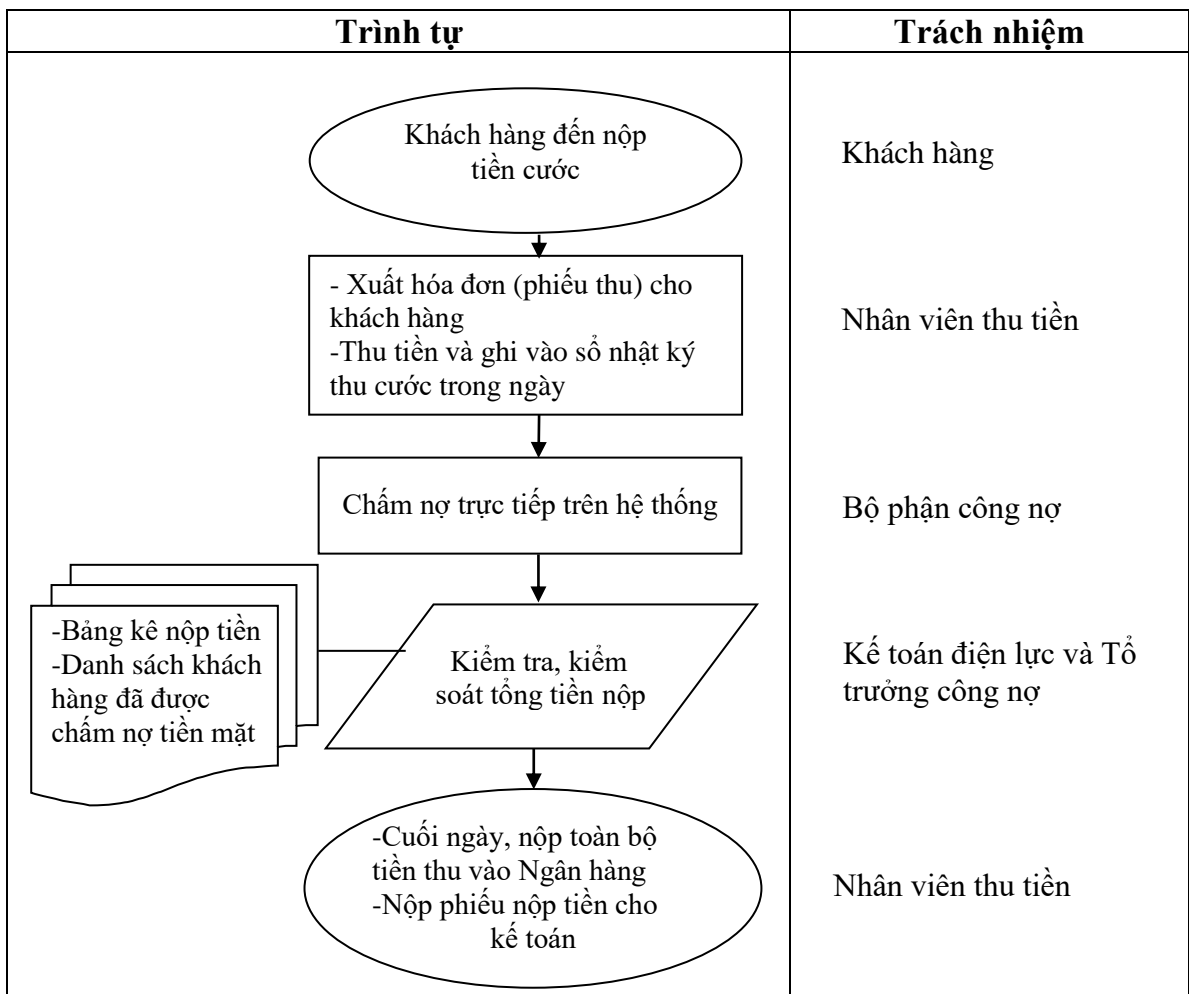 Trình tự
Trách nhiệm
Khách hàng đến nộp
tiền cước
Khách hàng
- Xuất hóa đơn (phiếu thu) cho
khách hàng
-Thu tiền và ghi vào sổ nhật ký
thu cước trong ngày
Nhân viên thu tiền
Chấm nợ trực tiếp trên hệ thống
Bộ phận công nợ
-Bảng kê nộp tiền
-Danh sách khách
hàng đã được
chấm nợ tiền mặt
Kiểm tra, kiểm
soát tổng tiền nộp
Kế toán điện lực và Tổ
trưởng công nợ
-Cuối ngày, nộp toàn bộ
tiền thu vào Ngân hàng
-Nộp phiếu nộp tiền cho
kế toán
Nhân viên thu tiền